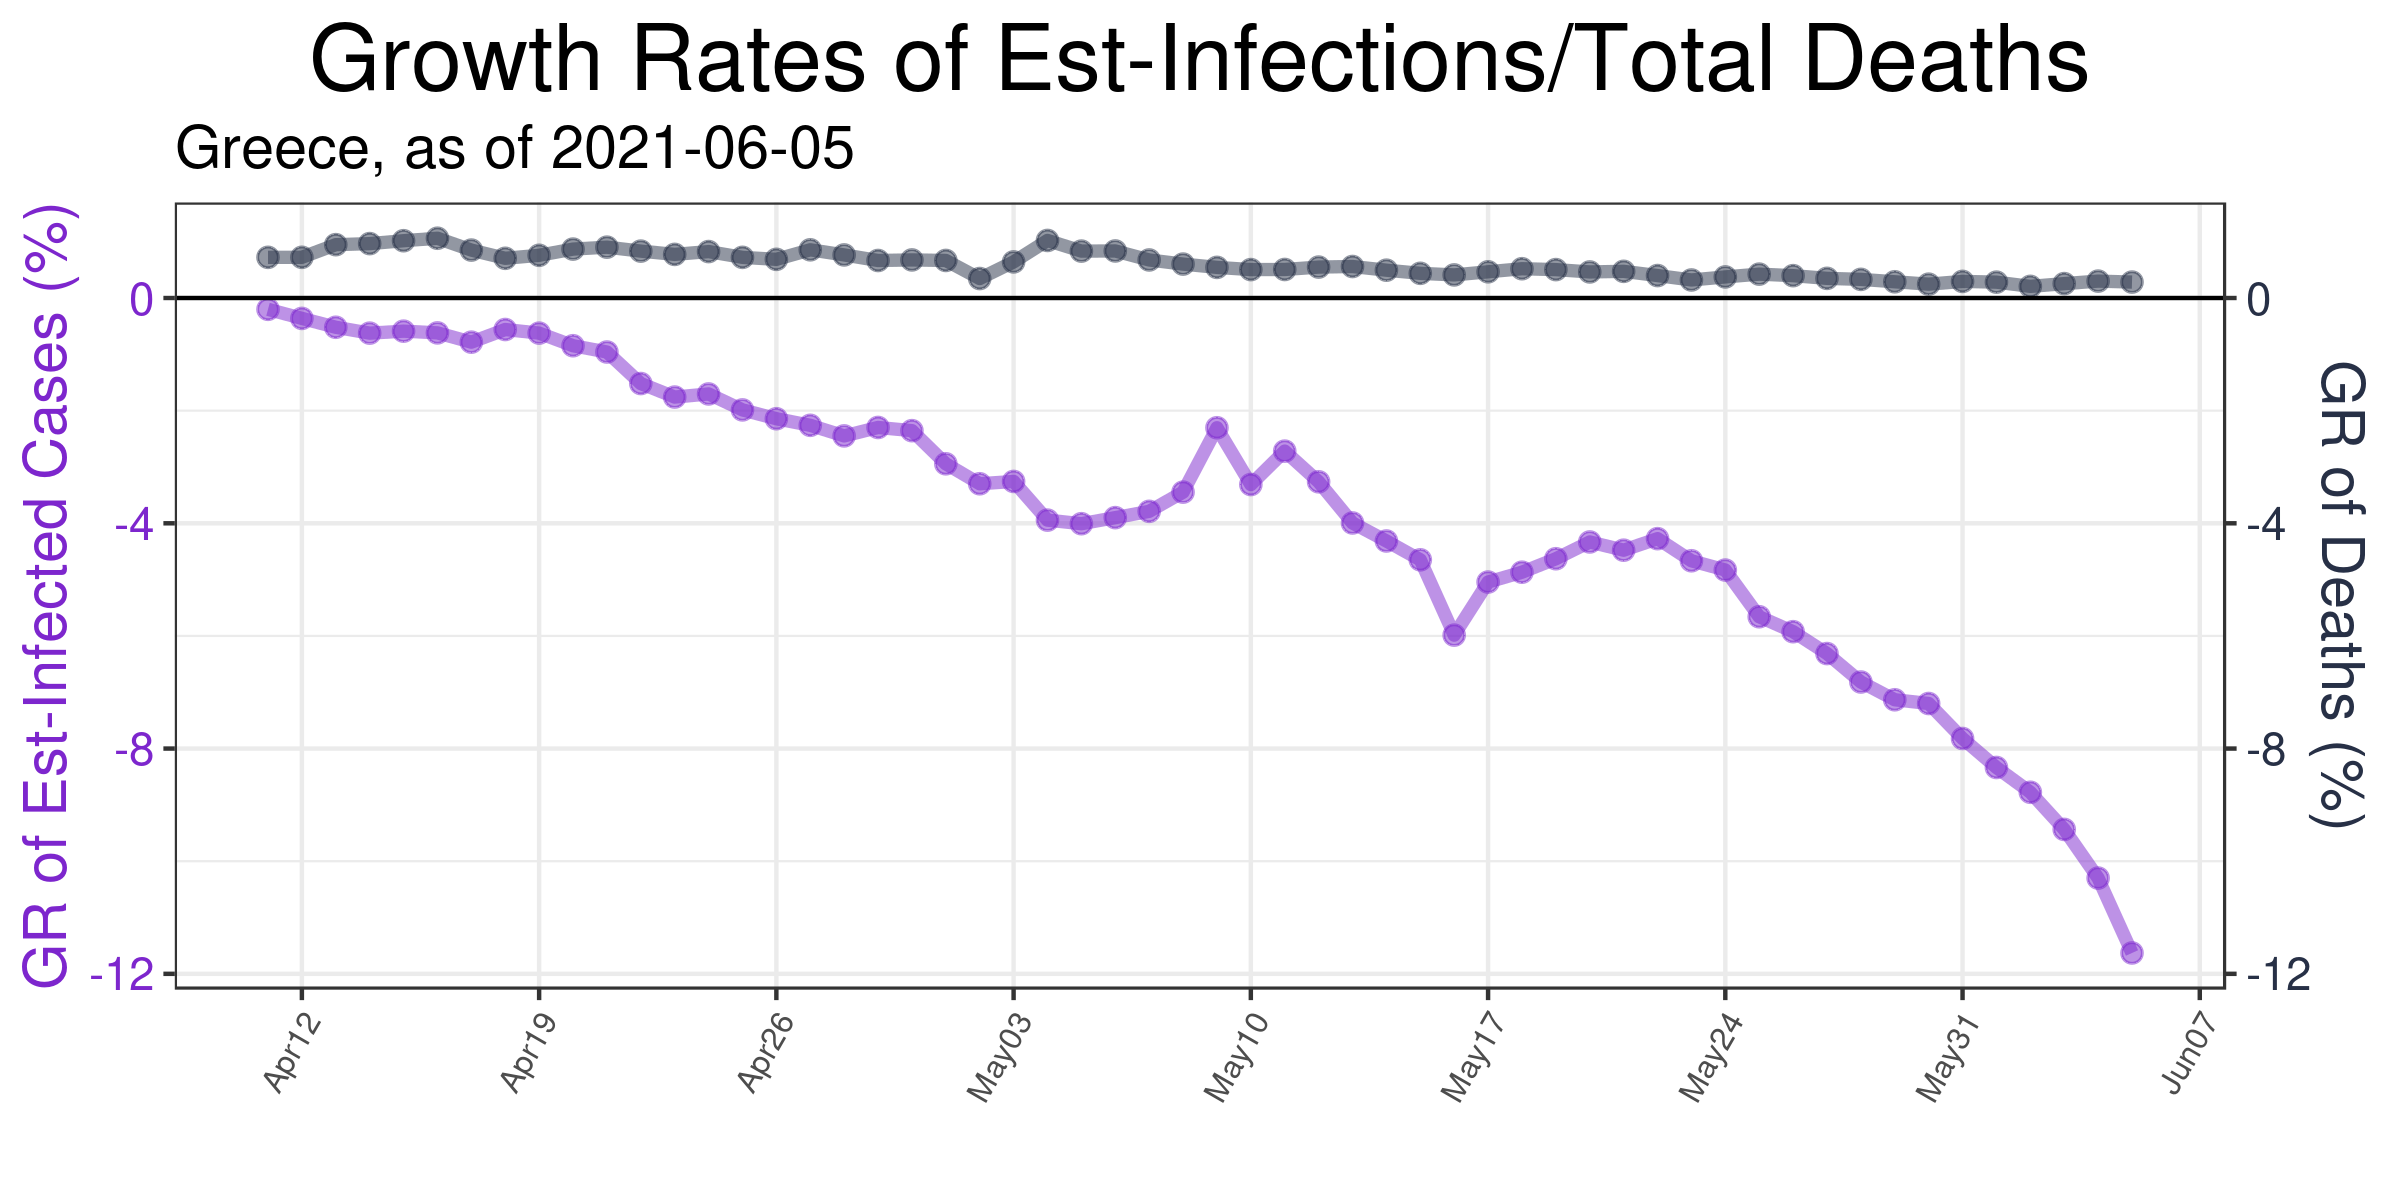 Growth Rates of Est-Infections/Total Deaths
Greece, as of 2021-06-05
GR of Est-Infected Cases (%)
0
-4
-8
-12
0
-4
-8
-12
GR of Deaths (%)
Apr12
Apr19
Apr26
May03
May10
May17
May24
May31
Jun07